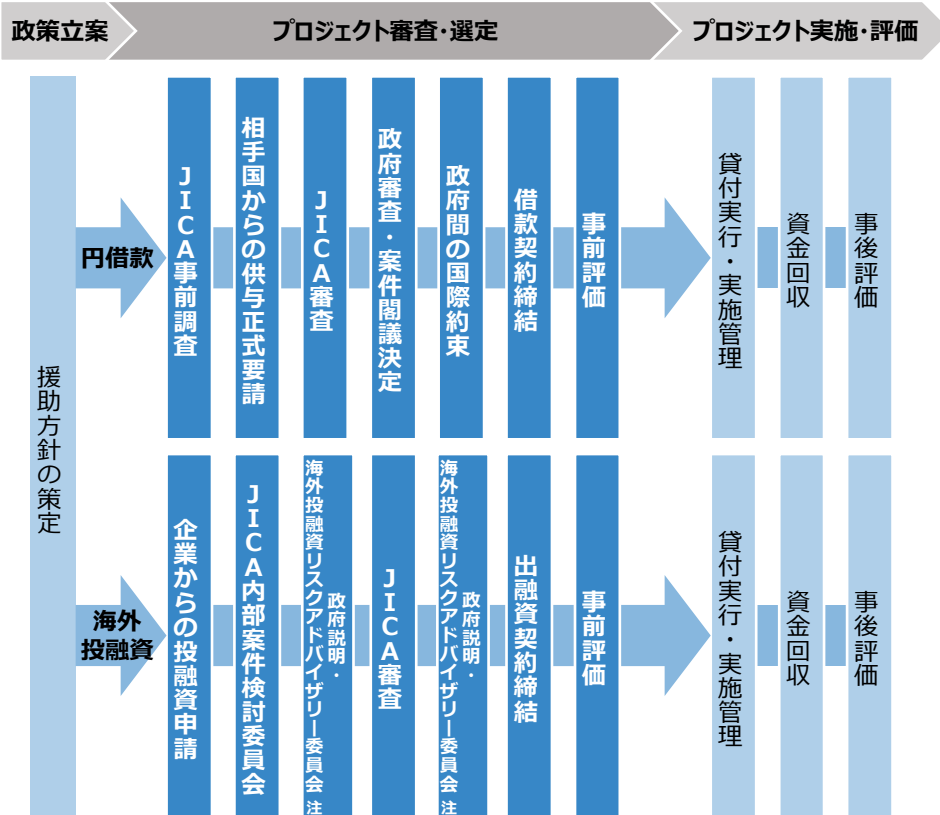 政策立案
プロジェクト審査・選定
プロジェクト実施・評価
援助方針の策定
円借款
JICA事前調査
相手国からの供与正式要請
JICA審査
政府審査・案件閣議決定
政府間の国際約束
借款契約締結
事前評価
貸付実行・実施管理
資金回収
事後評価
海外
投融資
企業からの投融資申請
JICA内部案件検討委員会
政府説明・
海外投融資リスクアドバイザリー委員会 注
JICA審査
政府説明・
海外投融資リスクアドバイザリー委員会 注
出融資契約締結
事前評価
貸付実行・実施管理
資金回収
事後評価